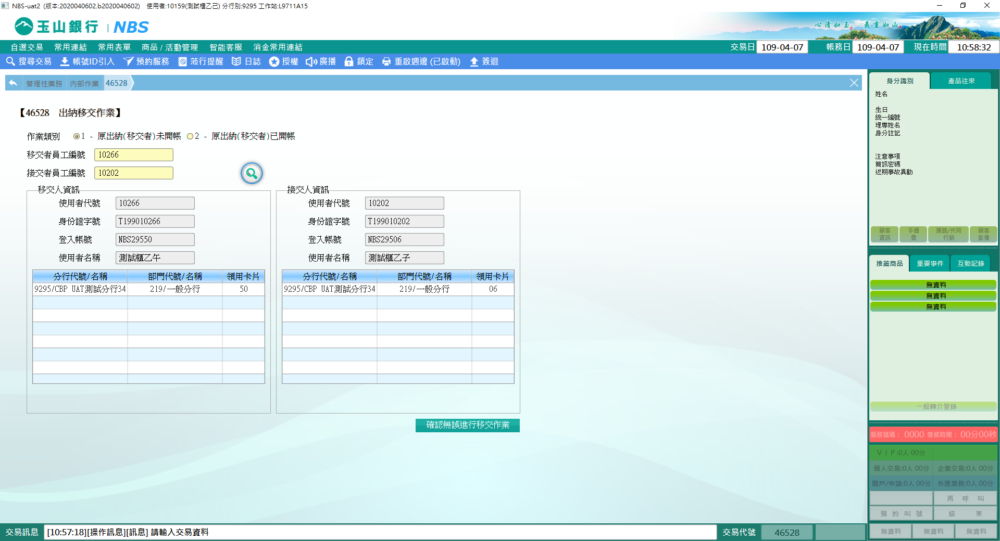 NBS-uat2 (版本:2020040602.b2020040602) 使用者:10159(測試櫃乙己) 分行別:9295 工作站:L9711A15
玉山銀行 | NBS
心清如玉。 義重如山。
自選交易 常用連結 常用表單 商品 / 活動管理 智能客服 消金常用連結 交易日 109-04-07 帳務日 109-04-07 現在時間 10:58:32
搜尋交易 帳號ID引入 預約服務 蒞行提醒 日誌 授權 廣播 鎖定 重啟週邊 (已啟動) 簽退
管理性業務 內部作業 46528
【46528 出納移交作業】
作業類別 1 - 原出納(移交者)未開帳 2 - 原出納(移交者)已開帳
移交者員工編號 10266
接交者員工編號 10202
移交人資訊
使用者代號 10266
身份證字號 T199010266
登入帳號 NBS29550
使用者名稱 測試櫃乙午
分行代號/名稱 部門代號/名稱 領用卡片
9295/CBP UAT測試分行34 219/一般分行 50
接交人資訊
使用者代號 10202
身份證字號 T199010202
登入帳號 NBS29506
使用者名稱 測試櫃乙子
分行代號/名稱 部門代號/名稱 領用卡片
9295/CBP UAT測試分行34 219/一般分行 06
確認無誤進行移交作業
身分識別 產品往來
姓名
生日
統一編號
理專姓名
身分註記
注意事項
簡訊密碼
近期事故異動
顧客資訊 手續費 通路/共同行銷 顧客影像
推薦商品 重要事件 互動記錄
無資料
無資料
無資料
一般轉介登錄
服務號碼： 0000 等候時間： 00分00秒
ＶＩＰ:0人 00分
個人交易:0人 00分 企業交易:0人 00分
開戶/申請:0人 00分 外匯業務:0人 00分
再 呼 叫
預 約 叫 號 結 束
無資料 無資料 無資料
交易訊息 [10:57:18][操作訊息][訊息] 請輸入交易資料 交易代號 46528